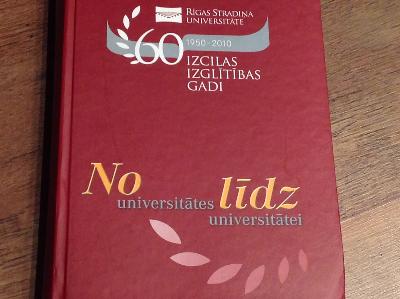 RĪGAS STRADIŅA
UNIVERSITĀTE
60 1950 - 2010
IZCILAS
IZGLĪTĪBAS
GADI
No
universitātes līdz
universitātei